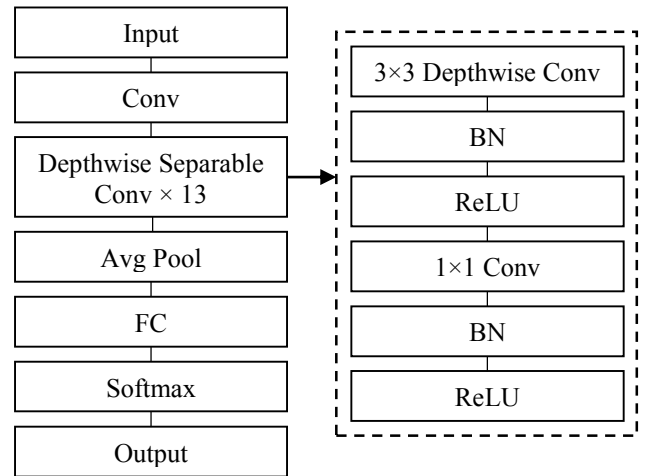 Input
Conv
Depthwise Separable
Conv × 13
Avg Pool
FC
Softmax
Output
3×3 Depthwise Conv
BN
ReLU
1×1 Conv
BN
ReLU